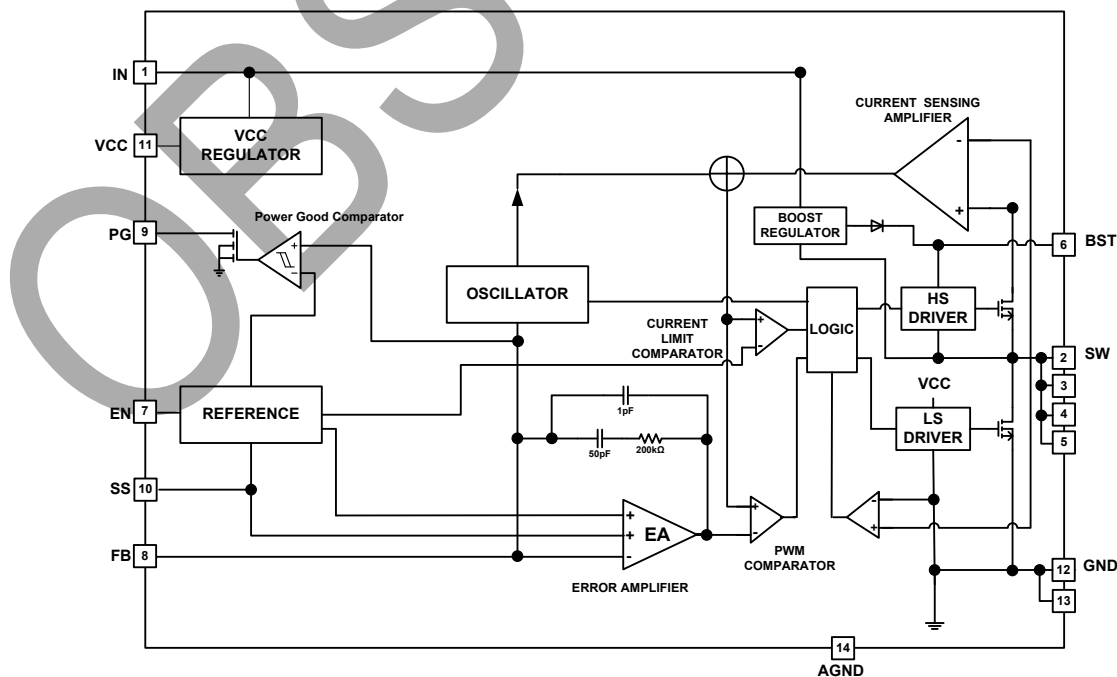 OBS
IN
1
VCC
11
VCC
REGULATOR
PG
9
Power Good Comparator
+
-
CURRENT SENSING
AMPLIFIER
-
+
BOOST
REGULATOR
6
BST
OSCILLATOR
CURRENT
LIMIT
COMPARATOR
+
-
LOGIC
HS
DRIVER
2
SW
3
4
5
VCC
LS
DRIVER
EN
7
REFERENCE
1pF
50pF
200kΩ
SS
10
FB
8
+
+
-
EA
ERROR AMPLIFIER
+
-
PWM
COMPARATOR
-
+
12
GND
13
14
AGND